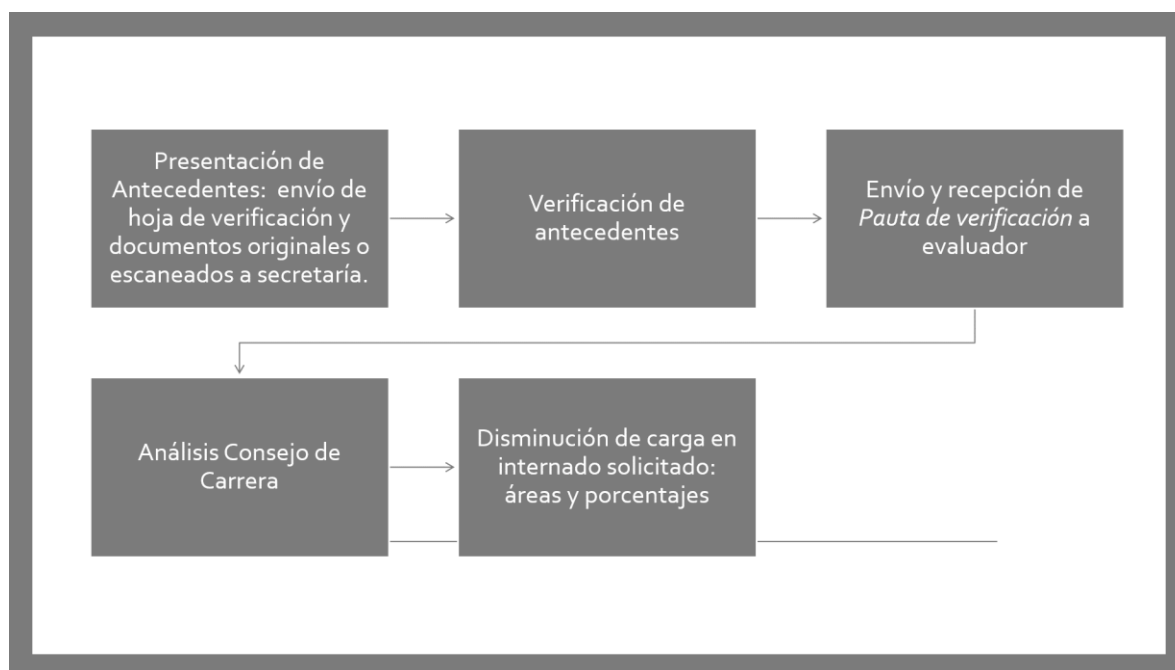 Presentación de
Antecedentes: envío de
hoja de verificación y
documentos originales o
escaneados a secretaría.
Verificación de
antecedentes
Envío y recepción de
Pauta de verificación a
evaluador
Análisis Consejo de
Carrera
Disminución de carga en
internado solicitado:
áreas y porcentajes